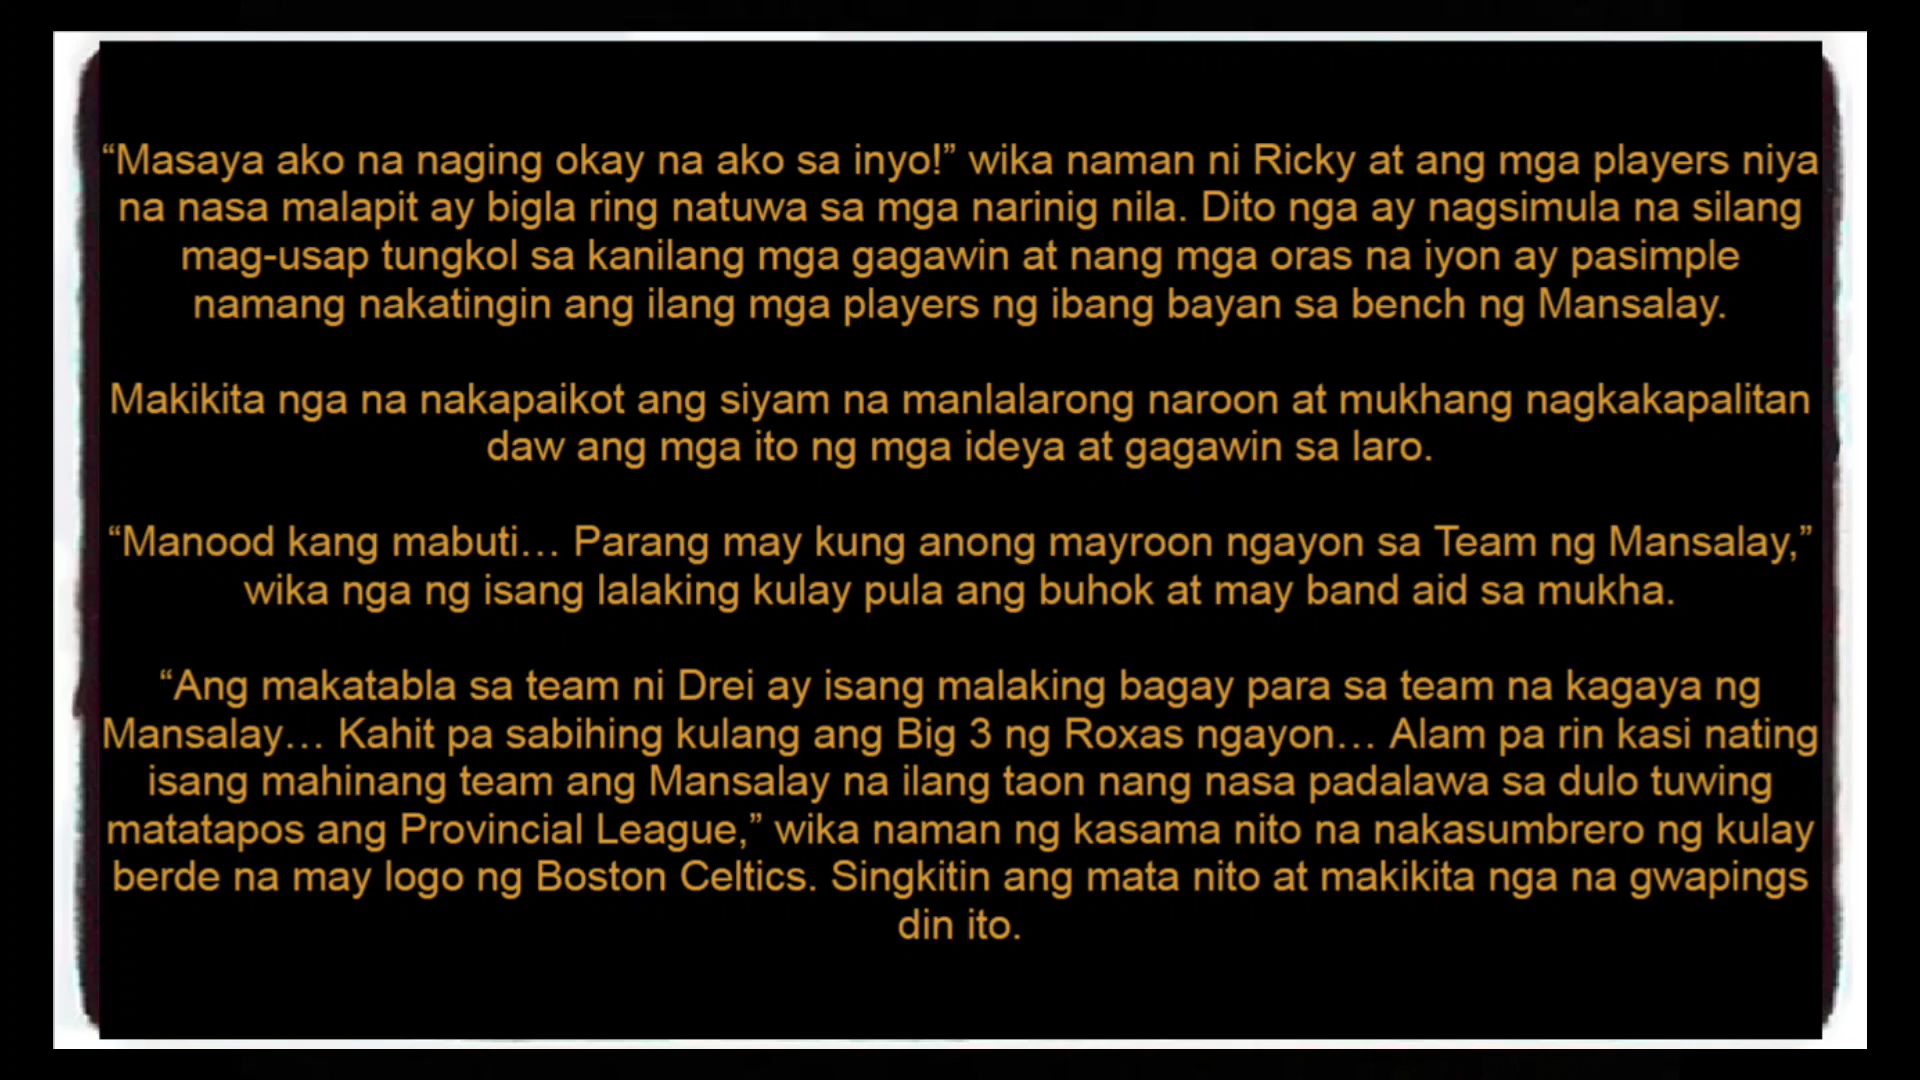 “Masaya ako na naging okay na ako sa inyo!” wika naman ni Ricky at ang mga players niya
na nasa malapit ay bigla ring natuwa sa mga narinig nila. Dito nga ay nagsimula na silang
mag-usap tungkol sa kanilang mga gagawin at nang mga oras na iyon ay pasimple
namang nakatingin ang ilang mga players ng ibang bayan sa bench ng Mansalay.
Makikita nga na nakapaikot ang siyam na manlalarong naroon at mukhang nagkakapalitan
daw ang mga ito ng mga ideya at gagawin sa laro.
“Manood kang mabuti… Parang may kung anong mayroon ngayon sa Team ng Mansalay,”
wika nga ng isang lalaking kulay pula ang buhok at may band aid sa mukha.
“Ang makatabla sa team ni Drei ay isang malaking bagay para sa team na kagaya ng
Mansalay… Kahit pa sabihing kulang ang Big 3 ng Roxas ngayon… Alam pa rin kasi nating
isang mahinang team ang Mansalay na ilang taon nang nasa padalawa sa dulo tuwing
matatapos ang Provincial League,” wika naman ng kasama nito na nakasumbrero ng kulay
berde na may logo ng Boston Celtics. Singkitin ang mata nito at makikita nga na gwapings
din ito.